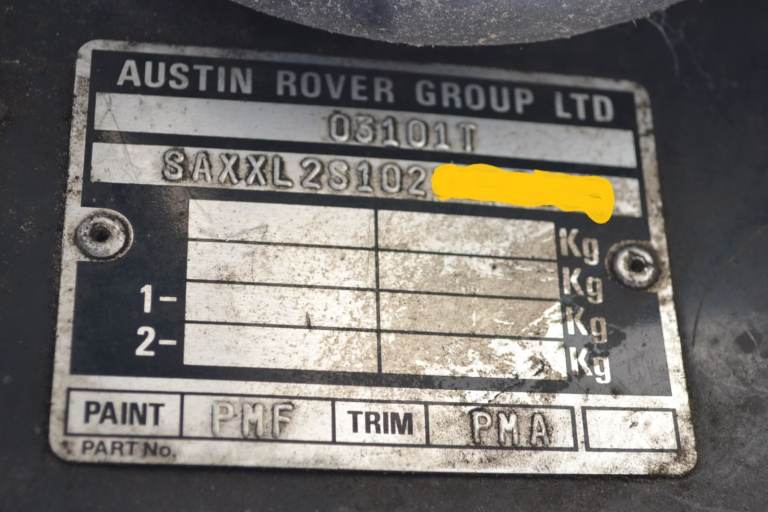 AUSTIN ROVER GROUP LTD
03101T
SAXXL2S102
Kg
Kg
1- Kg
2- Kg
PAINT PMF TRIM PMA
PART No.